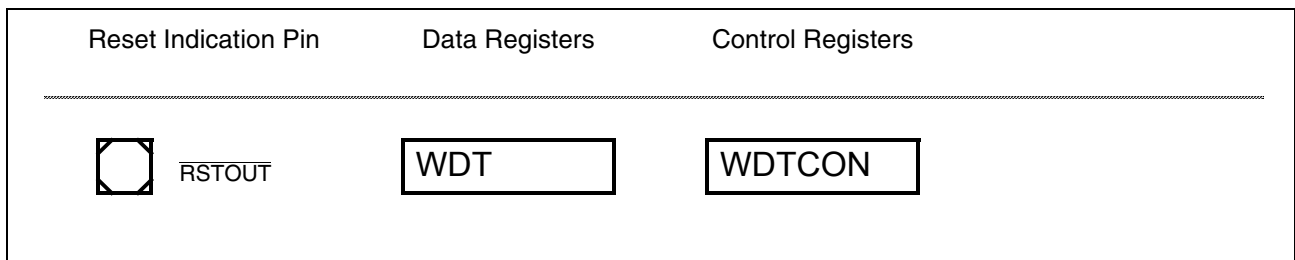 Reset Indication Pin Data Registers Control Registers
RSTOUT WDT WDTCON